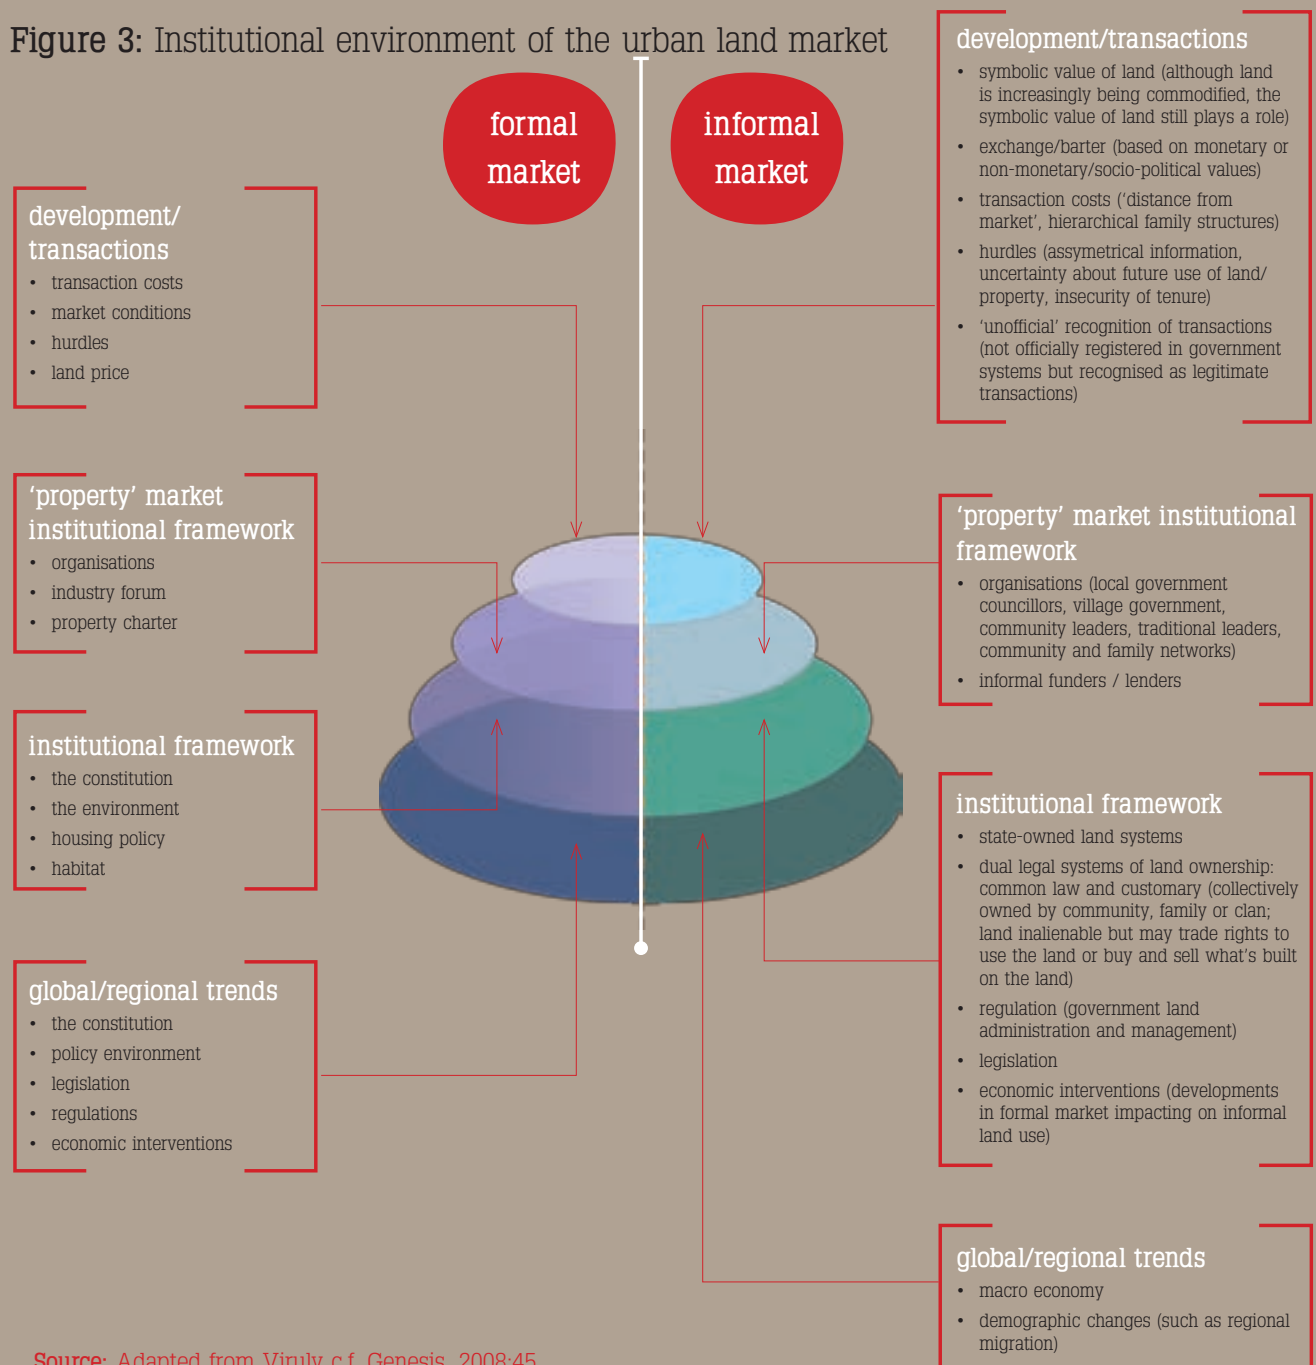 Figure 3: Institutional environment of the urban land market
formal
market
informal
market
development/
transactions
• transaction costs
• market conditions
• hurdles
• land price
'property' market
institutional framework
• organisations
• industry forum
• property charter
institutional framework
• the constitution
• the environment
• housing policy
• habitat
global/regional trends
• the constitution
• policy environment
• legislation
• regulations
• economic interventions
development/transactions
• symbolic value of land (although land
is increasingly being commodified, the
symbolic value of land still plays a role)
• exchange/barter (based on monetary or
non-monetary/socio-political values)
• transaction costs ('distance from
market', hierarchical family structures)
• hurdles (assymetrical information,
uncertainty about future use of land/
property, insecurity of tenure)
• 'unofficial' recognition of transactions
(not officially registered in government
systems but recognised as legitimate
transactions)
'property' market institutional
framework
• organisations (local government
councillors, village government,
community leaders, traditional leaders,
community and family networks)
• informal funders / lenders
institutional framework
• state-owned land systems
• dual legal systems of land ownership:
common law and customary (collectively
owned by community, family or clan;
land inalienable but may trade rights to
use the land or buy and sell what's built
on the land)
• regulation (government land
administration and management)
• legislation
• economic interventions (developments
in formal market impacting on informal
land use)
global/regional trends
• macro economy
• demographic changes (such as regional
migration)
Source: Adapted from Viruly c.f. Genesis, 2008:45